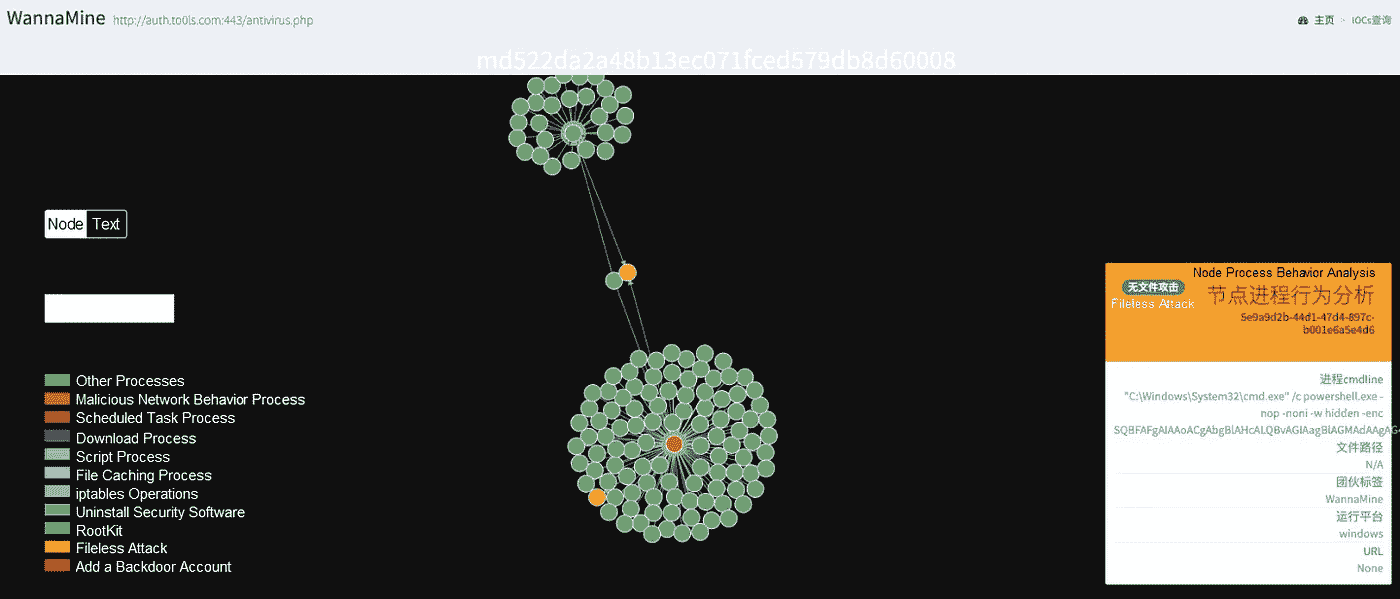 WannaMine http://auth.to0ls.com:443/antivirus.php
主页 - IOCs查询
md522da2a48b13ec071fced579db8d60008
Node Text
Other Processes
Malicious Network Behavior Process
Scheduled Task Process
Download Process
Script Process
File Caching Process
iptables Operations
Uninstall Security Software
RootKit
Fileless Attack
Add a Backdoor Account
Node Process Behavior Analysis
无文件攻击
节点进程行为分析
Fileless Attack
5e9a9d2b-44d1-47d4-897c-
b001e6a5e4d6
进程cmdline
"C:\Windows\System32\cmd.exe" /c powershell.exe -
nop -noni -w hidden -enc
文件路径
N/A
团伙标签
WannaMine
运行平台
windows
URL
None